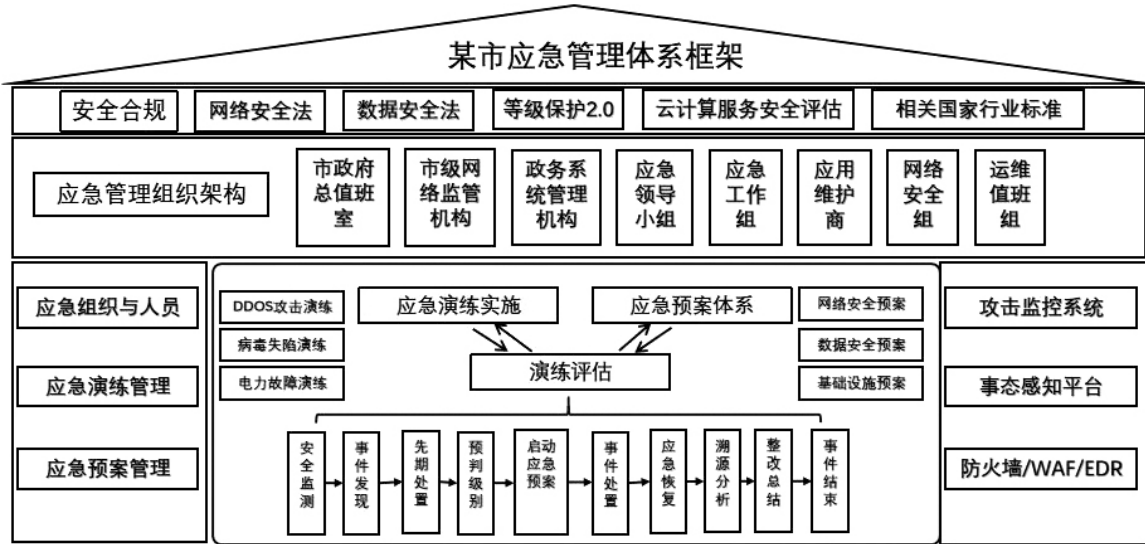 某市应急管理体系框架
安全合规
网络安全法
数据安全法
等级保护2.0
云计算服务安全评估
相关国家行业标准
应急管理组织架构
市政府
总值班
室
市级网
络监管
机构
政务系
统管理
机构
应急
领导
小组
应急
工作
组
应用
维护
商
网络
安全
组
运维
值班
组
应急组织与人员
应急演练管理
应急预案管理
DDOS攻击演练
病毒失陷演练
电力故障演练
应急演练实施
应急预案体系
演练评估
网络安全预案
数据安全预案
基础设施预案
安全监测
事件发现
先期处置
预判级别
启动
应急
预案
事件处置
应急恢复
溯源分析
整改总结
事件结束
攻击监控系统
事态感知平台
防火墙/WAF/EDR